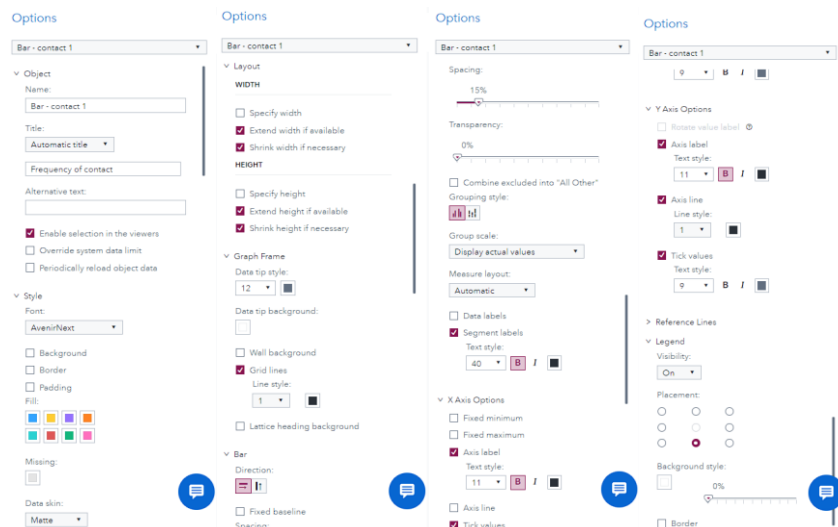 Options
Bar - contact 1
Object
Name:
Bar - contact 1
Title:
Automatic title
Frequency of contact
Alternative text:
Enable selection in the viewers
Override system data limit
Periodically reload object data
Style
Font:
AvenirNext
Background
Border
Padding
Fill:
Missing:
Data skin:
Matte
Options
Bar - contact 1
Layout
WIDTH
Specify width
Extend width if available
Shrink width if necessary
HEIGHT
Specify height
Extend height if available
Shrink height if necessary
Graph Frame
Data tip style:
12
Data tip background:
Wall background
Grid lines
Line style:
1
Lattice heading background
Bar
Direction:
Fixed baseline
Spacing:
Options
Bar - contact 1
Spacing:
15%
Transparency:
0%
Combine excluded into "All Other"
Grouping style:
Group scale:
Display actual values
Measure layout:
Automatic
Data labels
Segment labels
Text style:
40 B I
X Axis Options
Fixed minimum
Fixed maximum
Axis label
Text style:
11 B I
Axis line
Tick values
Options
Bar - contact 1
9 B I
Y Axis Options
Rotate value label
Axis label
Text style:
11 B I
Axis line
Line style:
1
Tick values
Text style:
9 B I
Reference Lines
Legend
Visibility:
On
Placement:
Background style:
0%
Border